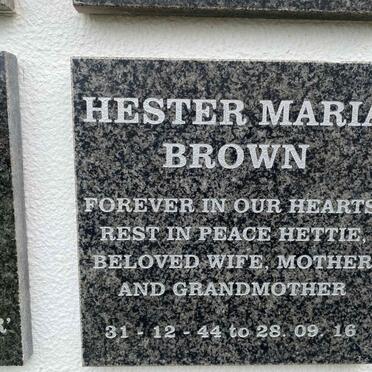 HESTER MARIA
BROWN
FOREVER IN OUR HEARTS
REST IN PEACE HETTIE,
BELOVED WIFE, MOTHER
AND GRANDMOTHER
31 - 12 - 44 to 28. 09. 16